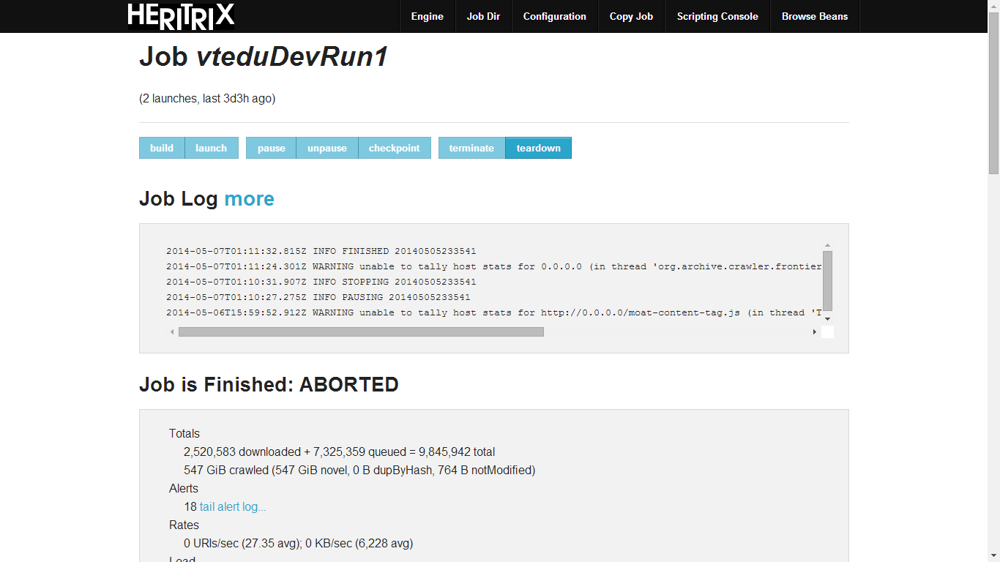 HERITRIX Engine Job Dir Configuration Copy Job Scripting Console Browse Beans
Job vteduDevRun1
(2 launches, last 3d3h ago)
build launch pause unpause checkpoint terminate teardown
Job Log more
2014-05-07T01:11:32.815Z INFO FINISHED 20140505233541
2014-05-07T01:11:24.301Z WARNING unable to tally host stats for 0.0.0.0 (in thread 'org.archive.crawler.frontier
2014-05-07T01:10:31.907Z INFO STOPPING 20140505233541
2014-05-07T01:10:27.275Z INFO PAUSING 20140505233541
2014-05-06T15:59:52.912Z WARNING unable to tally host stats for http://0.0.0.0/moat-content-tag.js (in thread 'T
Job is Finished: ABORTED
Totals
2,520,583 downloaded + 7,325,359 queued = 9,845,942 total
547 GiB crawled (547 GiB novel, 0 B dupByHash, 764 B notModified)
Alerts
18 tail alert log...
Rates
0 URIs/sec (27.35 avg); 0 KB/sec (6,228 avg)
Load